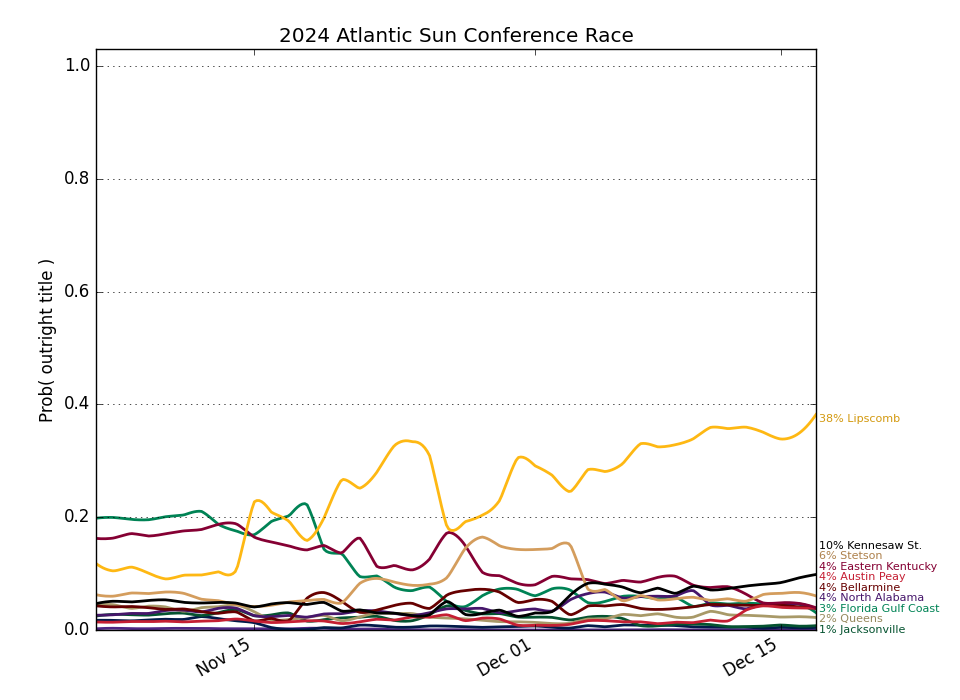 2024 Atlantic Sun Conference Race
1.0
0.8
0.6
0.4
0.2
0.0
Prob( outright title )
Nov 15
Dec 01
Dec 15
38% Lipscomb
10% Kennesaw St.
6% Stetson
4% Eastern Kentucky
4% Austin Peay
4% Bellarmine
4% North Alabama
3% Florida Gulf Coast
2% Queens
1% Jacksonville